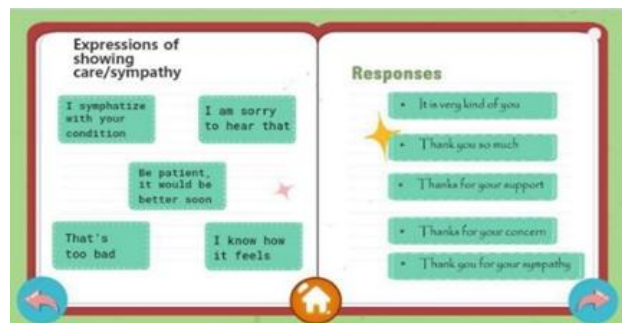 Expressions of
showing
care/sympathy
I symphatize
with your
condition
I am sorry
to hear that
Be patient,
it would be
better soon
That's
too bad
I know how
it feels
Responses
• It is very kind of you
• Thank you so much
• Thanks for your support
• Thanks for your concern
• Thank you for your sympathy